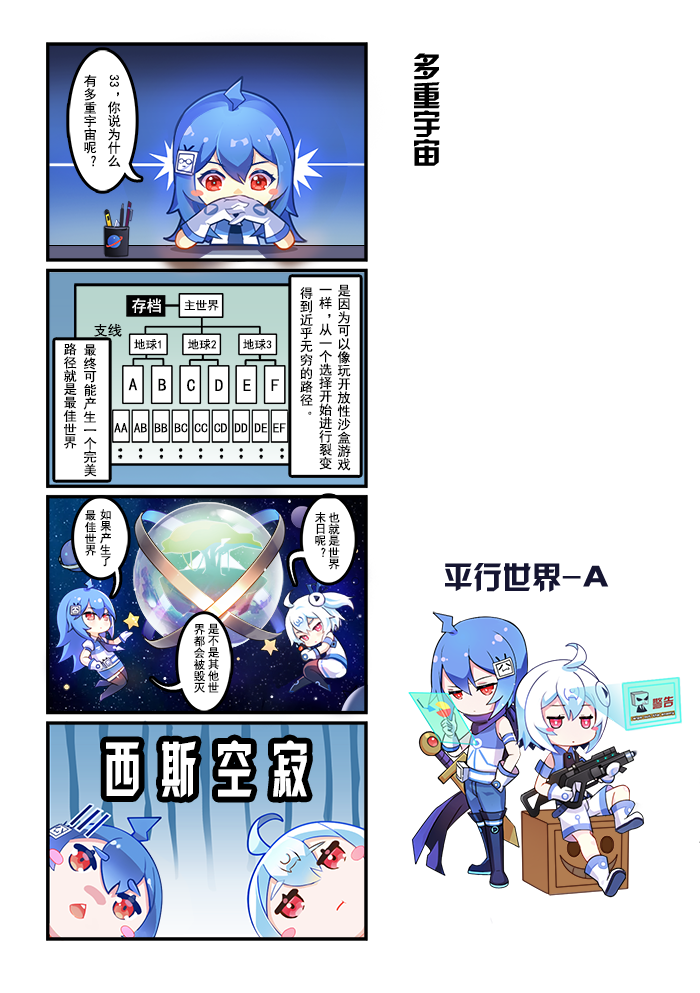 多重宇宙
33，你说为什么
有多重宇宙呢？
是因为可以像玩开放性沙盒游戏
一样，从一个选择开始进行裂变
得到近乎无穷的路径。
存档
主世界
支线
地球1
地球2
地球3
A B C D E F
AA AB BB BC CC CD DD DE EF
最终可能产生一个完美
路径就是最佳世界
如果产生了
最佳世界
是不是其他世
界都会被毁灭
也就是世界
末日呢？
西斯空寂
平行世界-A
囧
警告